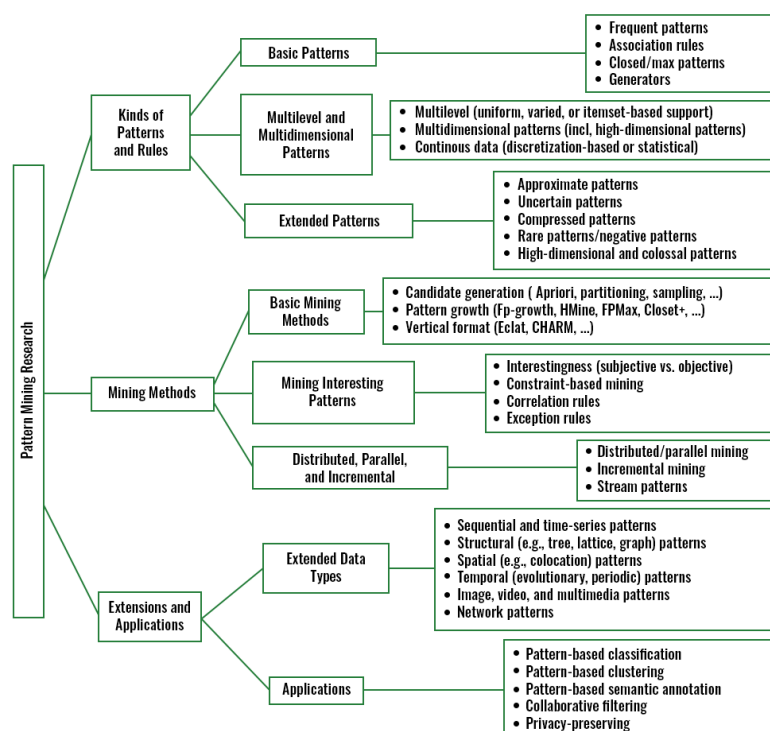 Pattern Mining Research
Kinds of
Patterns
and Rules
Basic Patterns
• Frequent patterns
• Association rules
• Closed/max patterns
• Generators
Multilevel and
Multidimensional
Patterns
• Multilevel (uniform, varied, or itemset-based support)
• Multidimensional patterns (incl, high-dimensional patterns)
• Continous data (discretization-based or statistical)
Extended Patterns
• Approximate patterns
• Uncertain patterns
• Compressed patterns
• Rare patterns/negative patterns
• High-dimensional and colossal patterns
Mining Methods
Basic Mining
Methods
• Candidate generation ( Apriori, partitioning, sampling, ...)
• Pattern growth (Fp-growth, HMine, FPMax, Closet+, ...)
• Vertical format (Eclat, CHARM, ...)
Mining Interesting
Patterns
• Interestingness (subjective vs. objective)
• Constraint-based mining
• Correlation rules
• Exception rules
Distributed, Parallel,
and Incremental
• Distributed/parallel mining
• Incremental mining
• Stream patterns
Extensions and
Applications
Extended Data
Types
• Sequential and time-series patterns
• Structural (e.g., tree, lattice, graph) patterns
• Spatial (e.g., colocation) patterns
• Temporal (evolutionary, periodic) patterns
• Image, video, and multimedia patterns
• Network patterns
Applications
• Pattern-based classification
• Pattern-based clustering
• Pattern-based semantic annotation
• Collaborative filtering
• Privacy-preserving